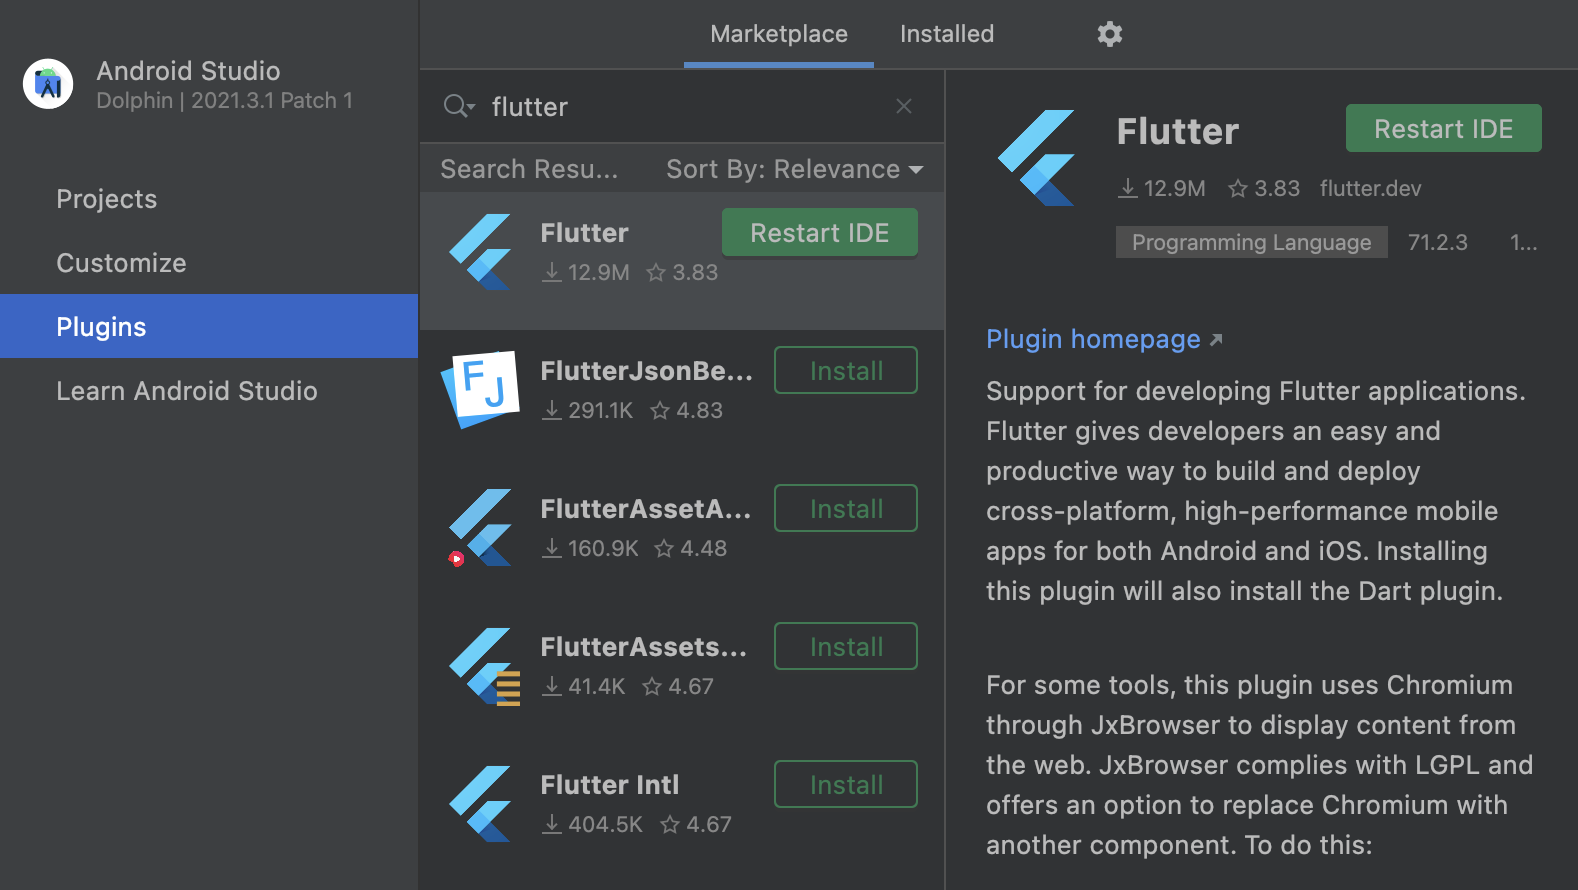 Android Studio
Dolphin | 2021.3.1 Patch 1
Projects
Customize
Plugins
Learn Android Studio
Marketplace
Installed
flutter
Search Resu...
Sort By: Relevance
Flutter
Restart IDE
12.9M 3.83
FlutterJsonBe...
Install
291.1K 4.83
FlutterAssetA...
Install
160.9K 4.48
FlutterAssets...
Install
41.4K 4.67
Flutter Intl
Install
404.5K 4.67
Flutter
Restart IDE
12.9M 3.83 flutter.dev
Programming Language 71.2.3 1...
Plugin homepage
Support for developing Flutter applications.
Flutter gives developers an easy and
productive way to build and deploy
cross-platform, high-performance mobile
apps for both Android and iOS. Installing
this plugin will also install the Dart plugin.
For some tools, this plugin uses Chromium
through JxBrowser to display content from
the web. JxBrowser complies with LGPL and
offers an option to replace Chromium with
another component. To do this: